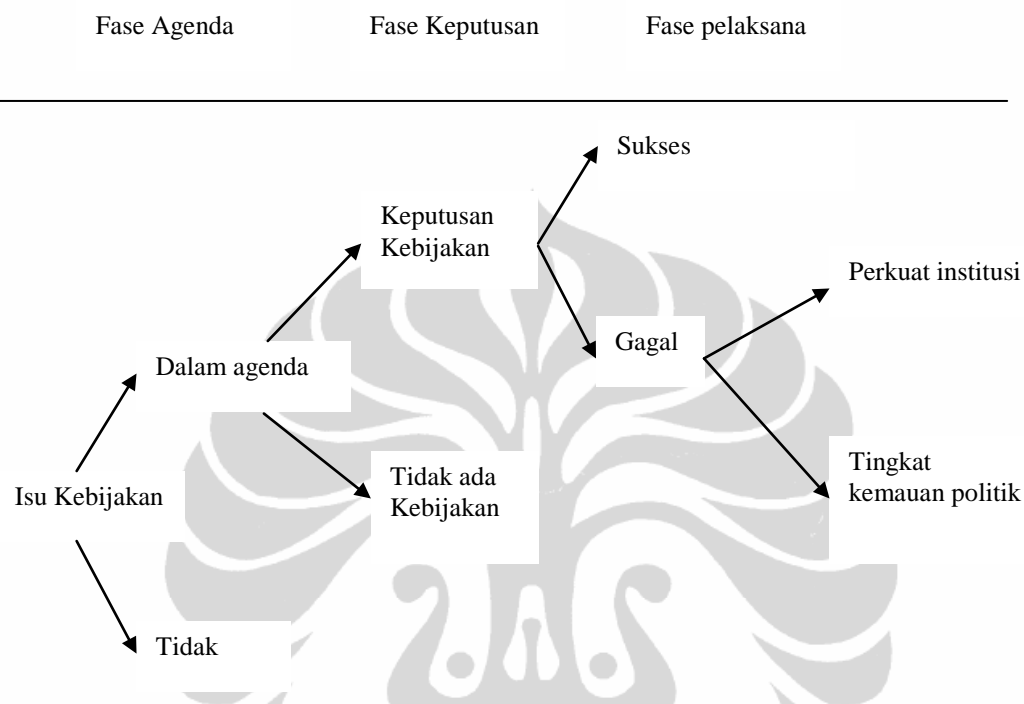 Fase Agenda
Fase Keputusan
Fase pelaksana
Sukses
Keputusan
Kebijakan
Perkuat institusi
Gagal
Dalam agenda
Tingkat
kemauan politik
Tidak ada
Kebijakan
Isu Kebijakan
Tidak